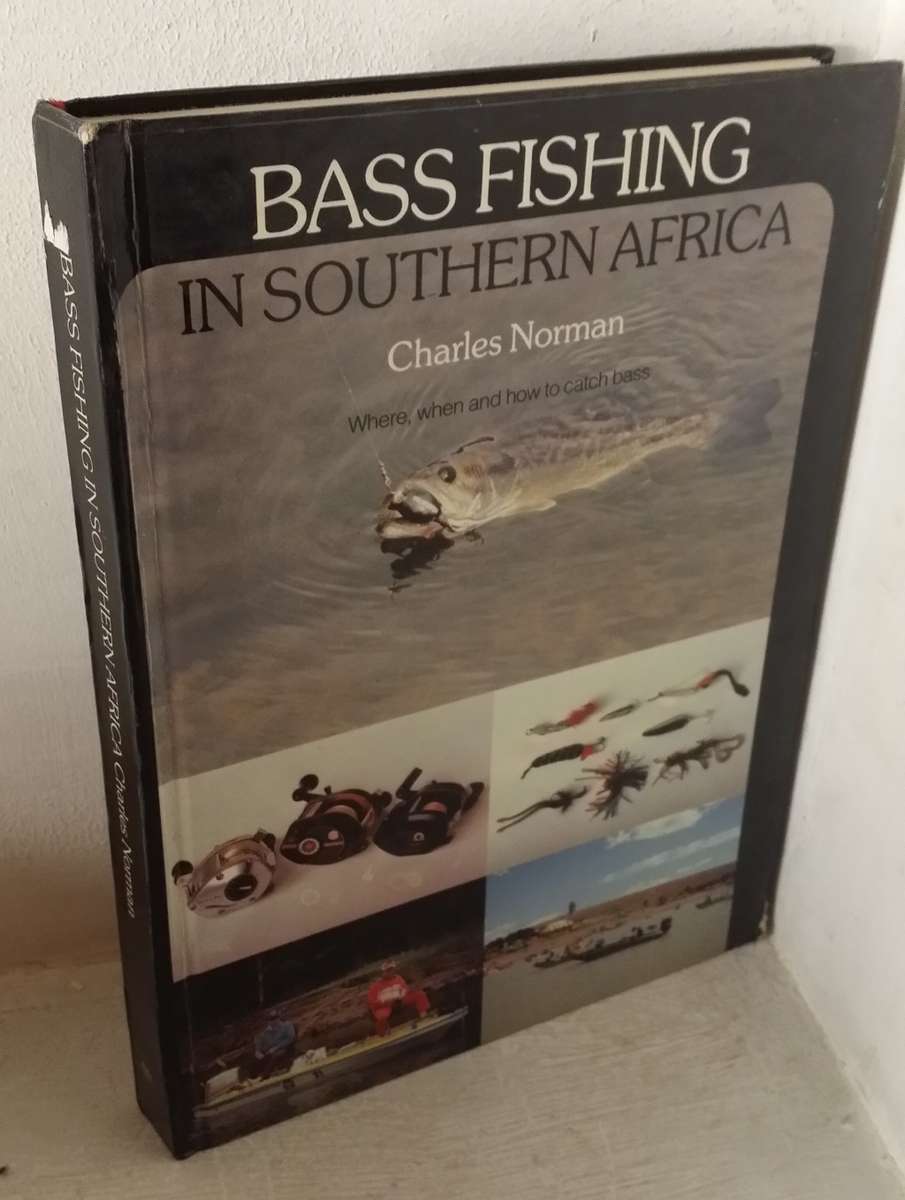 BASS FISHING
IN SOUTHERN AFRICA
Charles Norman
Where, when and how to catch bass
BASS FISHING IN SOUTHERN AFRICA Charles Norman